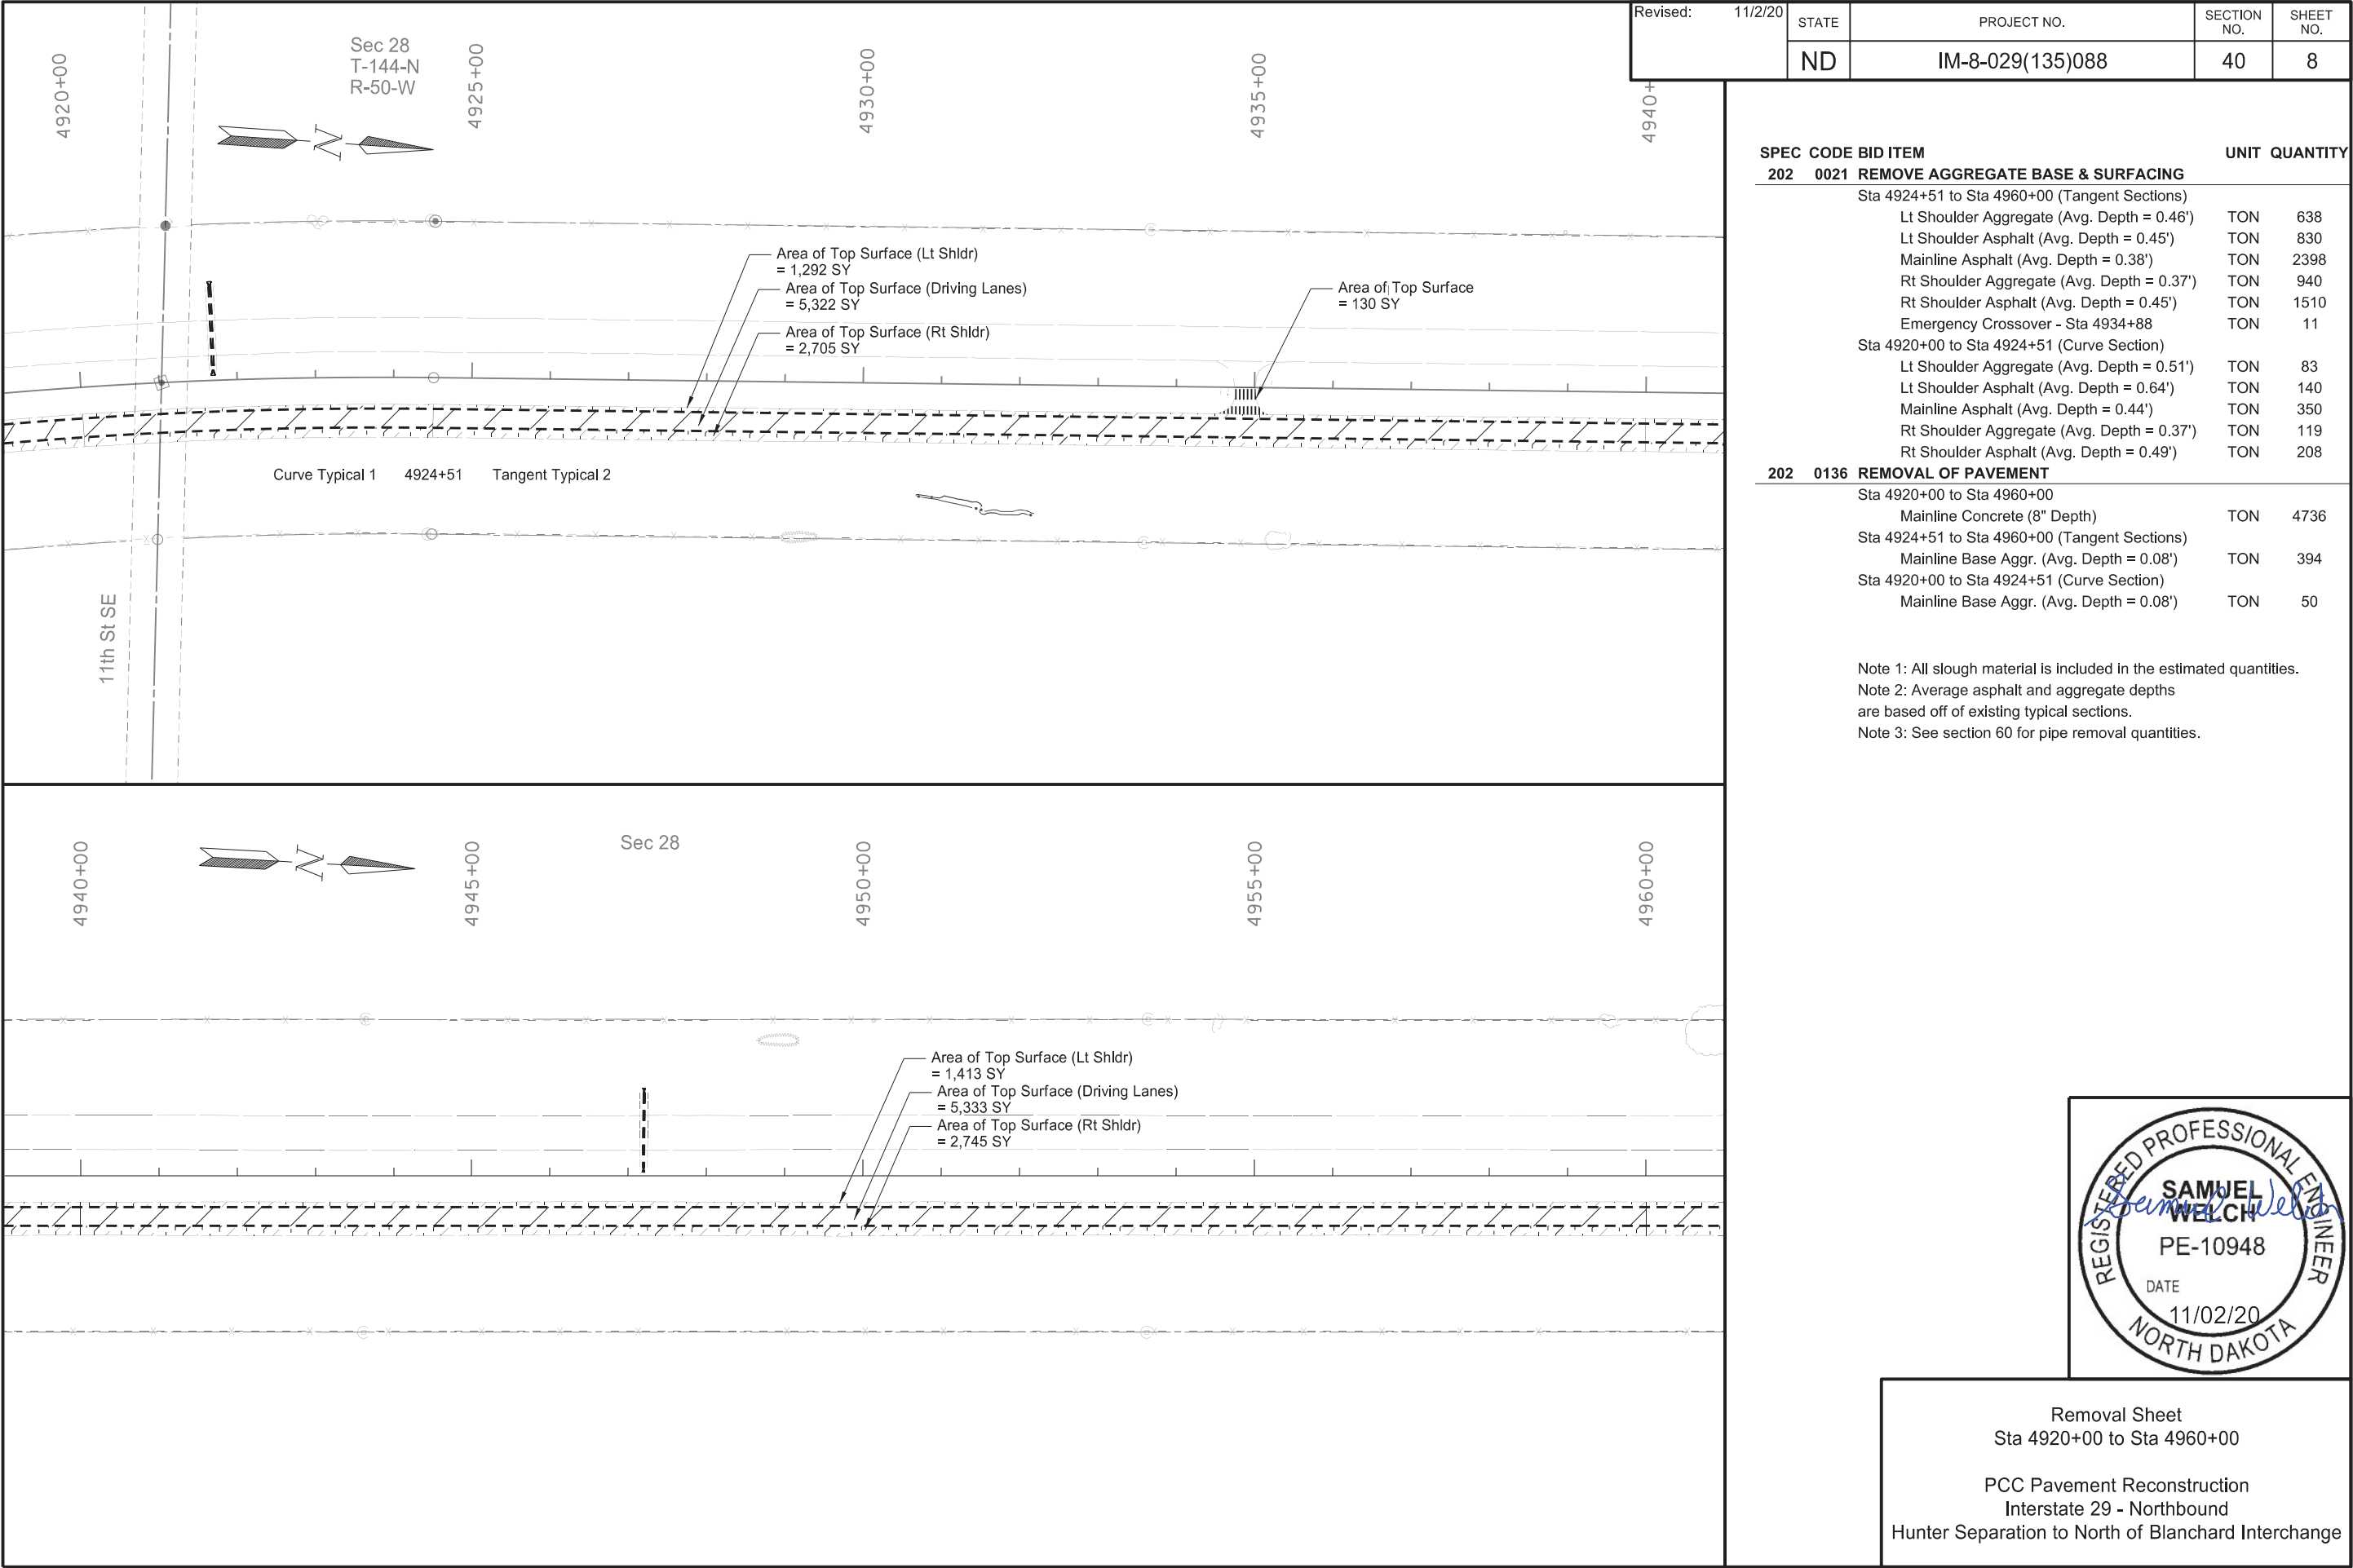 Revised: 11/2/20
STATE PROJECT NO. SECTION NO. SHEET NO.
ND IM-8-029(135)088 40 8
4920+00
Sec 28
T-144-N
R-50-W
4925+00
4930+00
4935+00
4940+
N
Area of Top Surface (Lt Shldr)
= 1,292 SY
Area of Top Surface (Driving Lanes)
= 5,322 SY
Area of Top Surface (Rt Shldr)
= 2,705 SY
Area of Top Surface
= 130 SY
Curve Typical 1 4924+51 Tangent Typical 2
11th St SE
4940+00
4945+00
Sec 28
4950+00
4955+00
4960+00
N
Area of Top Surface (Lt Shldr)
= 1,413 SY
Area of Top Surface (Driving Lanes)
= 5,333 SY
Area of Top Surface (Rt Shldr)
= 2,745 SY
SPEC CODE BID ITEM UNIT QUANTITY
202 0021 REMOVE AGGREGATE BASE & SURFACING
Sta 4924+51 to Sta 4960+00 (Tangent Sections)
Lt Shoulder Aggregate (Avg. Depth = 0.46') TON 638
Lt Shoulder Asphalt (Avg. Depth = 0.45') TON 830
Mainline Asphalt (Avg. Depth = 0.38') TON 2398
Rt Shoulder Aggregate (Avg. Depth = 0.37') TON 940
Rt Shoulder Asphalt (Avg. Depth = 0.45') TON 1510
Emergency Crossover - Sta 4934+88 TON 11
Sta 4920+00 to Sta 4924+51 (Curve Section)
Lt Shoulder Aggregate (Avg. Depth = 0.51') TON 83
Lt Shoulder Asphalt (Avg. Depth = 0.64') TON 140
Mainline Asphalt (Avg. Depth = 0.44') TON 350
Rt Shoulder Aggregate (Avg. Depth = 0.37') TON 119
Rt Shoulder Asphalt (Avg. Depth = 0.49') TON 208
202 0136 REMOVAL OF PAVEMENT
Sta 4920+00 to Sta 4960+00
Mainline Concrete (8" Depth) TON 4736
Sta 4924+51 to Sta 4960+00 (Tangent Sections)
Mainline Base Aggr. (Avg. Depth = 0.08') TON 394
Sta 4920+00 to Sta 4924+51 (Curve Section)
Mainline Base Aggr. (Avg. Depth = 0.08') TON 50
Note 1: All slough material is included in the estimated quantities.
Note 2: Average asphalt and aggregate depths
are based off of existing typical sections.
Note 3: See section 60 for pipe removal quantities.
REGISTERED PROFESSIONAL ENGINEER
SAMUEL
WELCH
Samuel Welch
PE-10948
DATE
11/02/20
NORTH DAKOTA
Removal Sheet
Sta 4920+00 to Sta 4960+00
PCC Pavement Reconstruction
Interstate 29 - Northbound
Hunter Separation to North of Blanchard Interchange